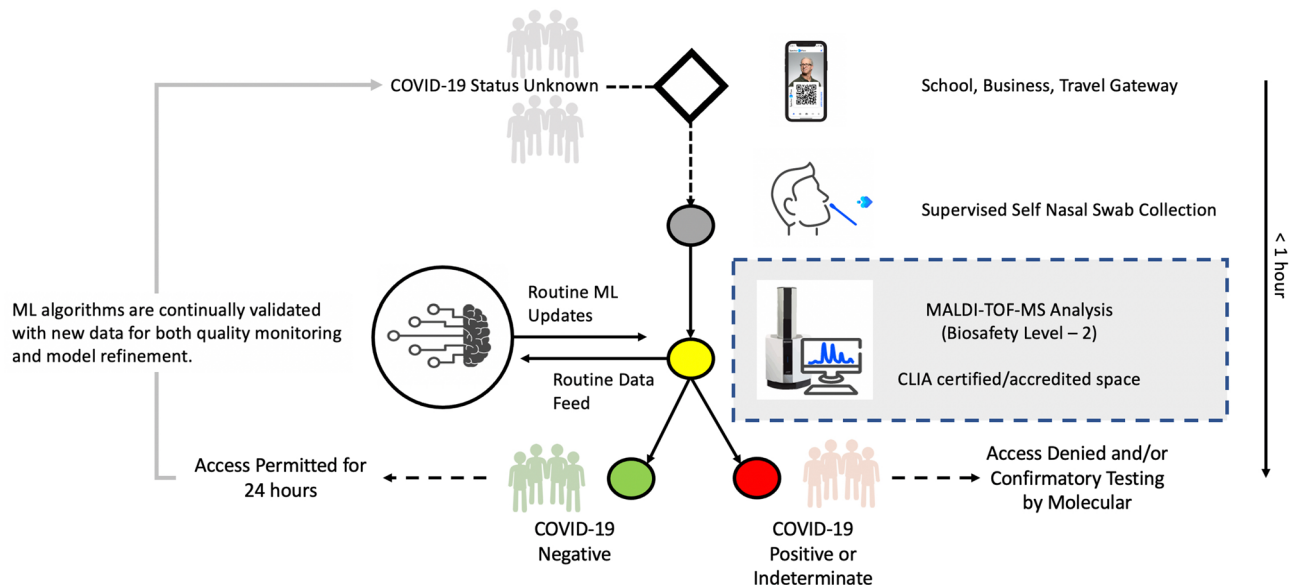 COVID-19 Status Unknown
School, Business, Travel Gateway
Supervised Self Nasal Swab Collection
< 1 hour
ML algorithms are continually validated
with new data for both quality monitoring
and model refinement.
Routine ML
Updates
Routine Data
Feed
MALDI-TOF-MS Analysis
(Biosafety Level – 2)
CLIA certified/accredited space
Access Permitted for
24 hours
COVID-19
Negative
COVID-19
Positive or
Indeterminate
Access Denied and/or
Confirmatory Testing
by Molecular